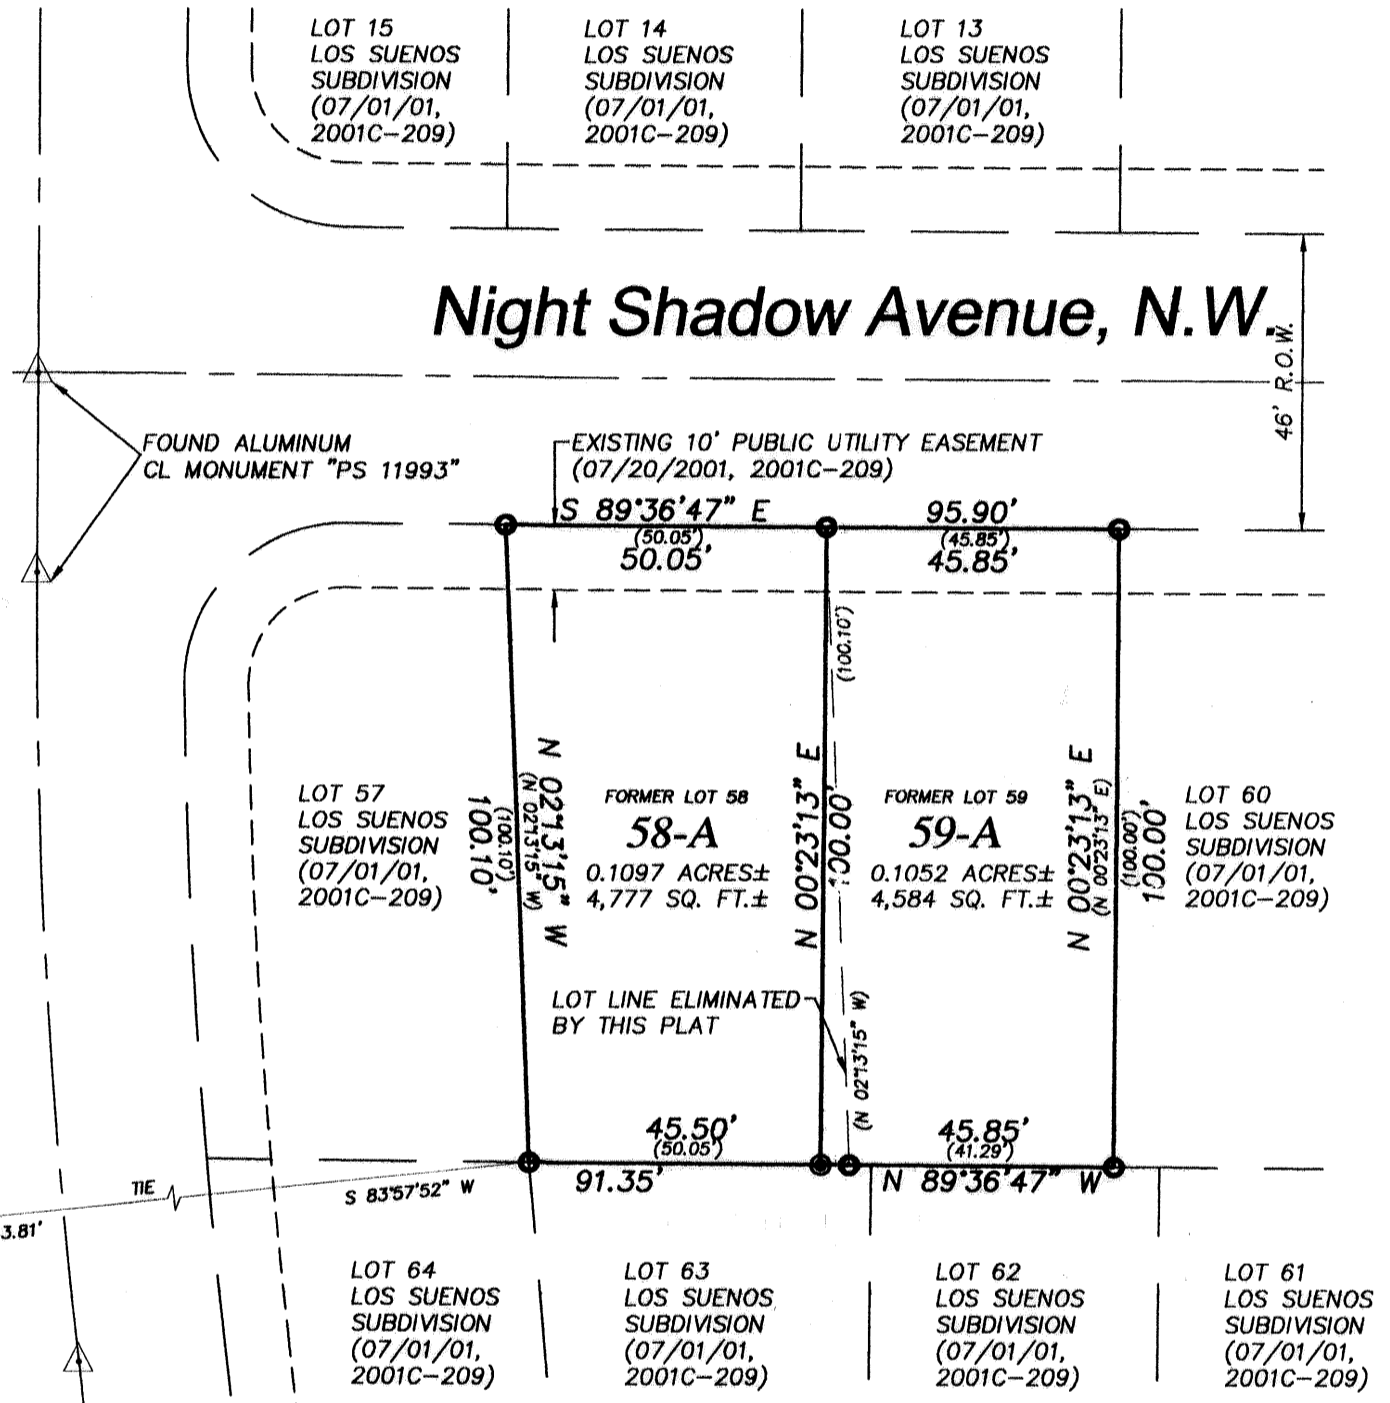 LOT 15
LOS SUENOS
SUBDIVISION
(07/01/01,
2001C-209)
LOT 14
LOS SUENOS
SUBDIVISION
(07/01/01,
2001C-209)
LOT 13
LOS SUENOS
SUBDIVISION
(07/01/01,
2001C-209)
Night Shadow Avenue, N.W.
46' R.O.W.
FOUND ALUMINUM
CL MONUMENT "PS 11993"
EXISTING 10' PUBLIC UTILITY EASEMENT
(07/20/2001, 2001C-209)
S 89°36'47" E
95.90'
(50.05')
50.05'
(45.85')
45.85'
(100.10')
LOT 57
LOS SUENOS
SUBDIVISION
(07/01/01,
2001C-209)
100.10'
(100.10')
(N 02°13'15" W)
N 02°13'15" W
FORMER LOT 58
58-A
0.1097 ACRES±
4,777 SQ. FT.±
N 00°23'13" E
100.00'
FORMER LOT 59
59-A
0.1052 ACRES±
4,584 SQ. FT.±
N 00°23'13" E
(N 00°23'13" E)
(100.00')
100.00'
LOT 60
LOS SUENOS
SUBDIVISION
(07/01/01,
2001C-209)
LOT LINE ELIMINATED
BY THIS PLAT
(N 02°13'15" W)
45.50'
(50.05')
91.35'
45.85'
(41.29')
N 89°36'47" W
TIE
S 83°57'52" W
3.81'
LOT 64
LOS SUENOS
SUBDIVISION
(07/01/01,
2001C-209)
LOT 63
LOS SUENOS
SUBDIVISION
(07/01/01,
2001C-209)
LOT 62
LOS SUENOS
SUBDIVISION
(07/01/01,
2001C-209)
LOT 61
LOS SUENOS
SUBDIVISION
(07/01/01,
2001C-209)